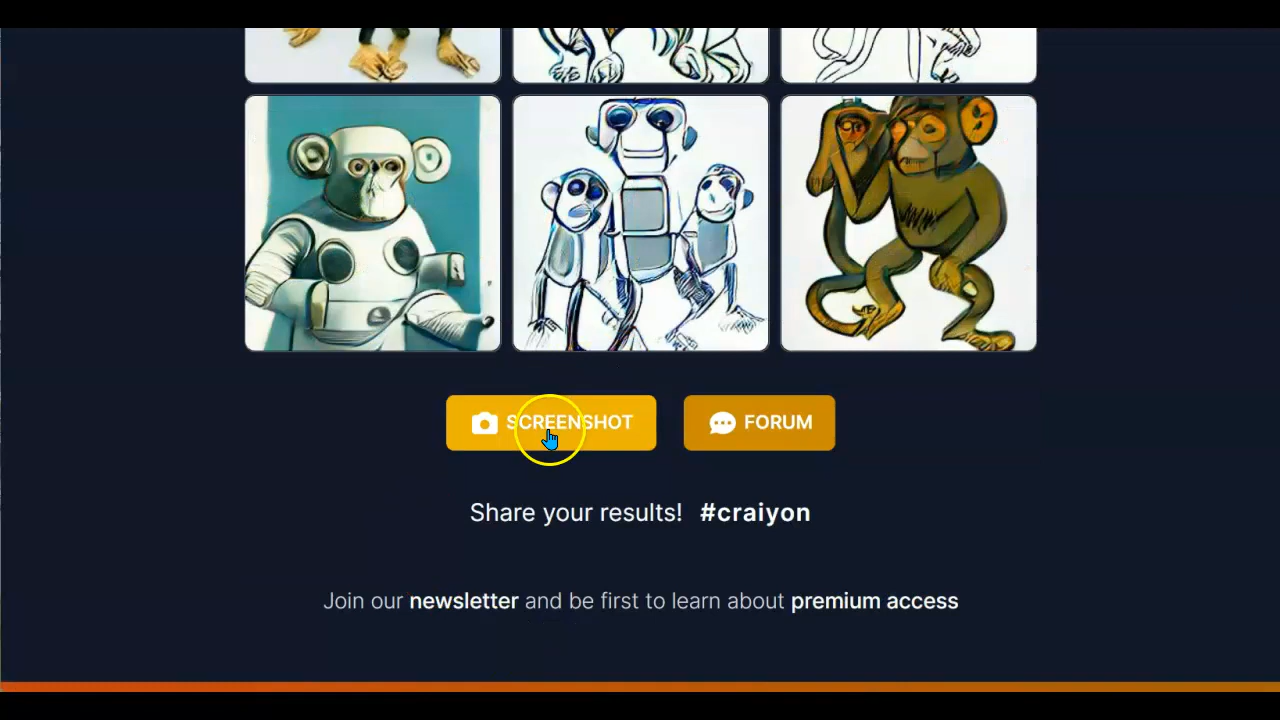 SCREENSHOT FORUM
Share your results! #craiyon
Join our newsletter and be first to learn about premium access